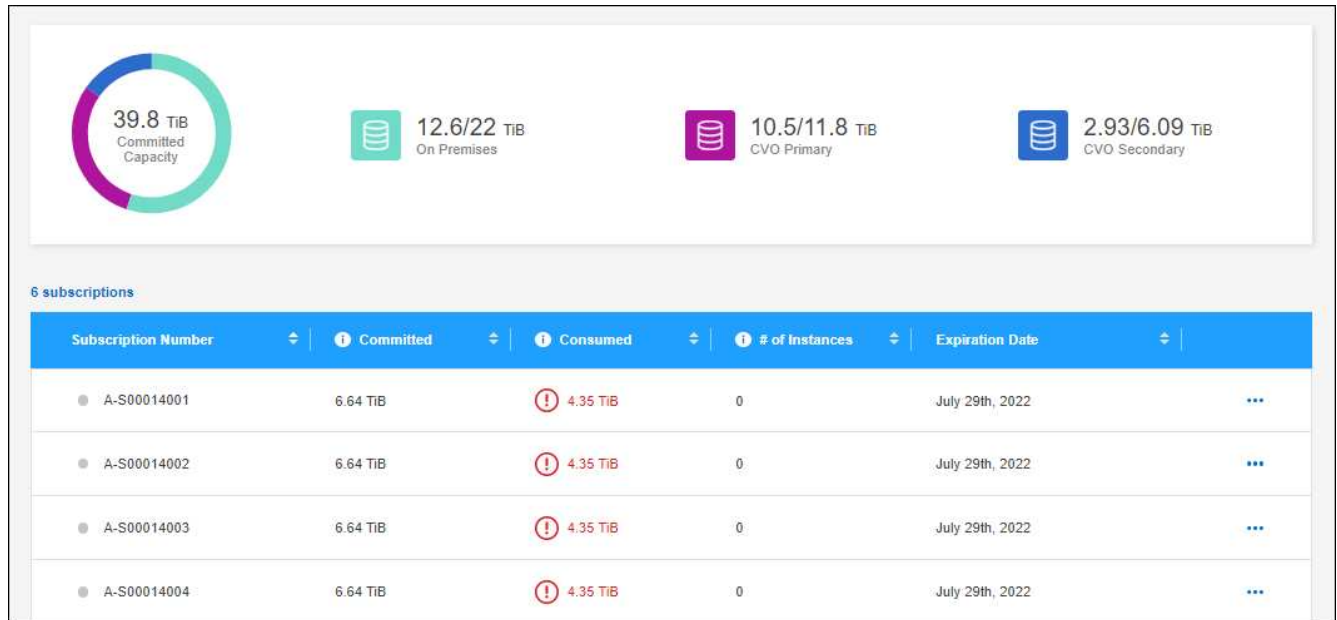 39.8 TiB
Committed
Capacity
12.6/22 TiB
On Premises
10.5/11.8 TiB
CVO Primary
2.93/6.09 TiB
CVO Secondary
6 subscriptions
Subscription Number Committed Consumed # of Instances Expiration Date
A-S00014001 6.64 TiB 4.35 TiB 0 July 29th, 2022
A-S00014002 6.64 TiB 4.35 TiB 0 July 29th, 2022
A-S00014003 6.64 TiB 4.35 TiB 0 July 29th, 2022
A-S00014004 6.64 TiB 4.35 TiB 0 July 29th, 2022